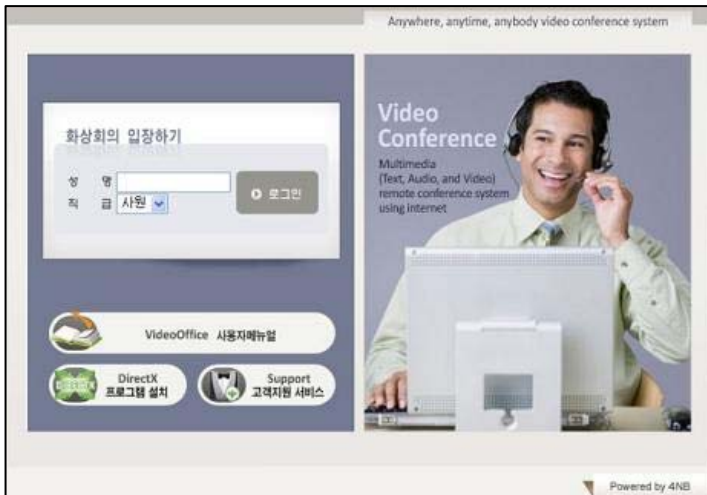 Anywhere, anytime, anybody video conference system
화상회의 입장하기
성 명
직 급 사원
로그인
Video
Conference
Multimedia
(Text, Audio, and Video)
remote conference system
using internet
VideoOffice 사용자메뉴얼
DIRECTX
DirectX
프로그램 설치
Support
고객지원 서비스
Powered by 4NB